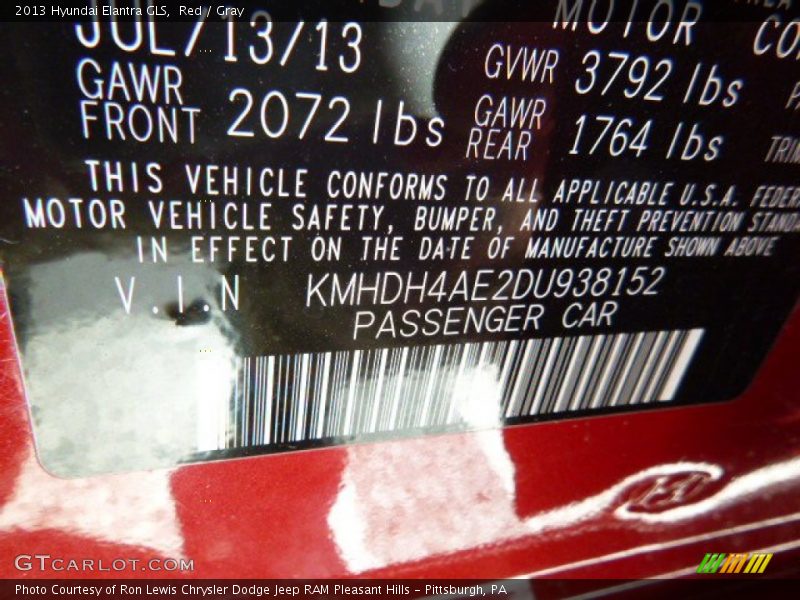 2013 Hyundai Elantra GLS, Red / Gray
MOTOR
JUL/13/13
GVWR 3792 lbs
GAWR FRONT 2072 lbs
GAWR REAR 1764 lbs
THIS VEHICLE CONFORMS TO ALL APPLICABLE U.S.A. FEDER
MOTOR VEHICLE SAFETY, BUMPER, AND THEFT PREVENTION STANDA
IN EFFECT ON THE DATE OF MANUFACTURE SHOWN ABOVE
V.I.N KMHDH4AE2DU938152
PASSENGER CAR
GTCARLOT.COM
Photo Courtesy of Ron Lewis Chrysler Dodge Jeep RAM Pleasant Hills - Pittsburgh, PA